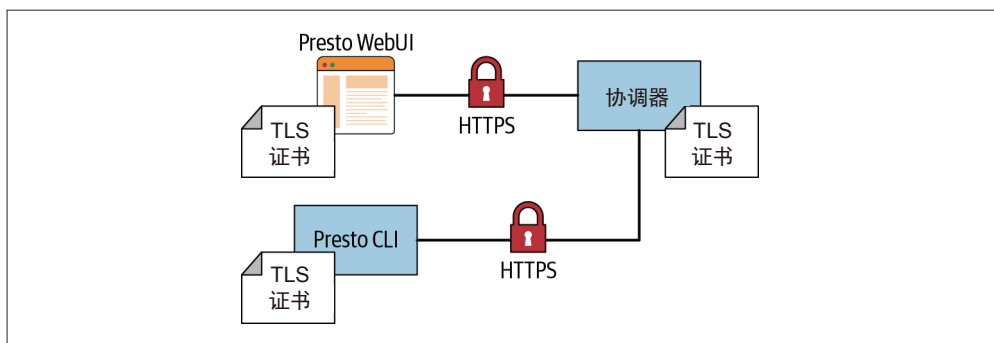 Presto WebUI
TLS
证书
HTTPS
协调器
TLS
证书
Presto CLI
TLS
证书
HTTPS